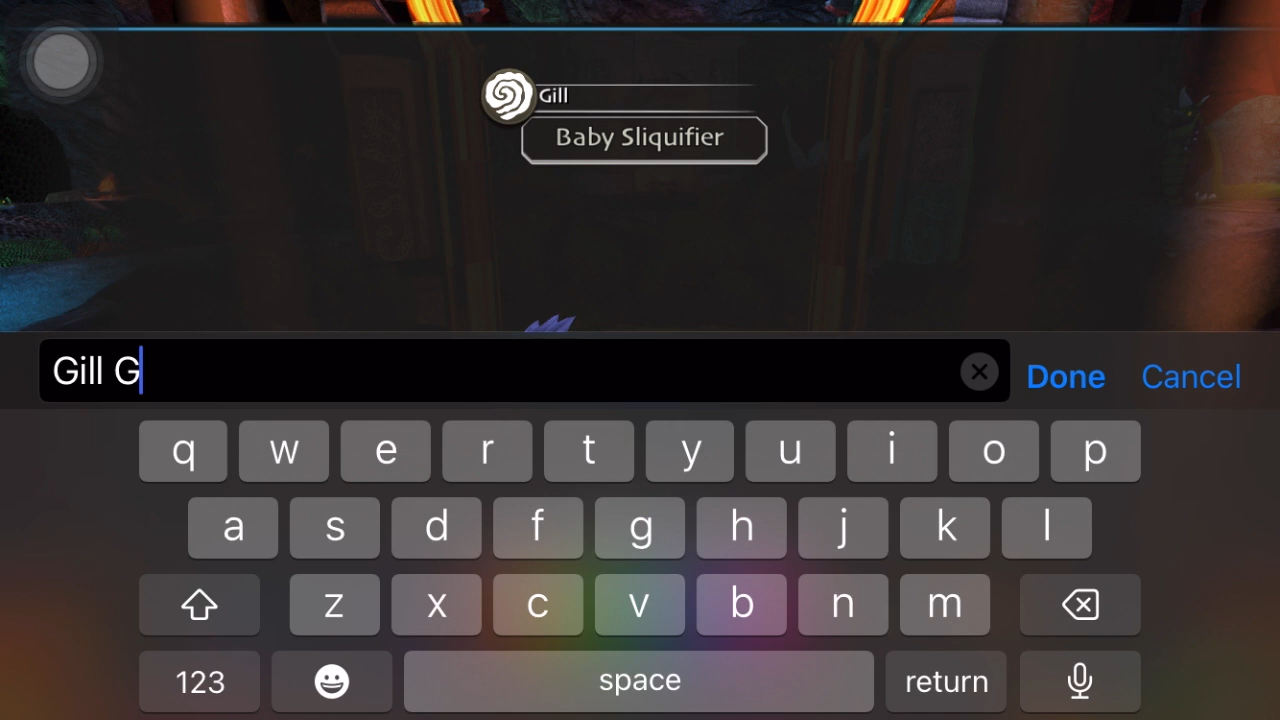 Gill
Baby Sliquifier
Gill G
Done Cancel
q w e r t y u i o p
a s d f g h j k l
z x c v b n m
123 space return